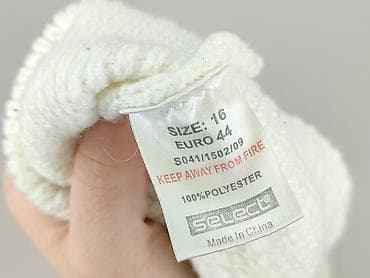 SIZE: 16
EURO 44
S041/1502/09
KEEP AWAY FROM FIRE
100%POLYESTER
SELECT
Made In China